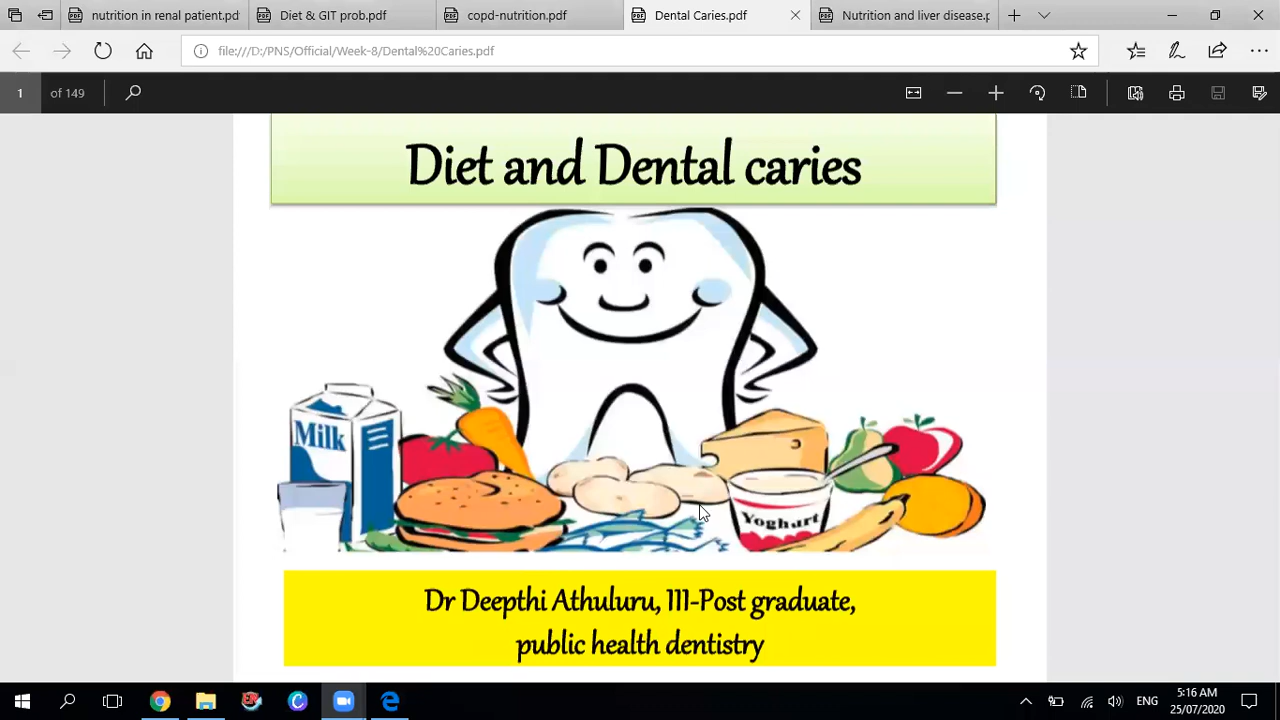 nutrition in renal patient.pd
Diet & GIT prob.pdf
copd-nutrition.pdf
Dental Caries.pdf
Nutrition and liver disease.p
file:///D:/PNS/Official/Week-8/Dental%20Caries.pdf
1 of 149
Diet and Dental caries
Milk
Yoghurt
Dr Deepthi Athuluru, III-Post graduate,
public health dentistry
ENG
5:16 AM
25/07/2020